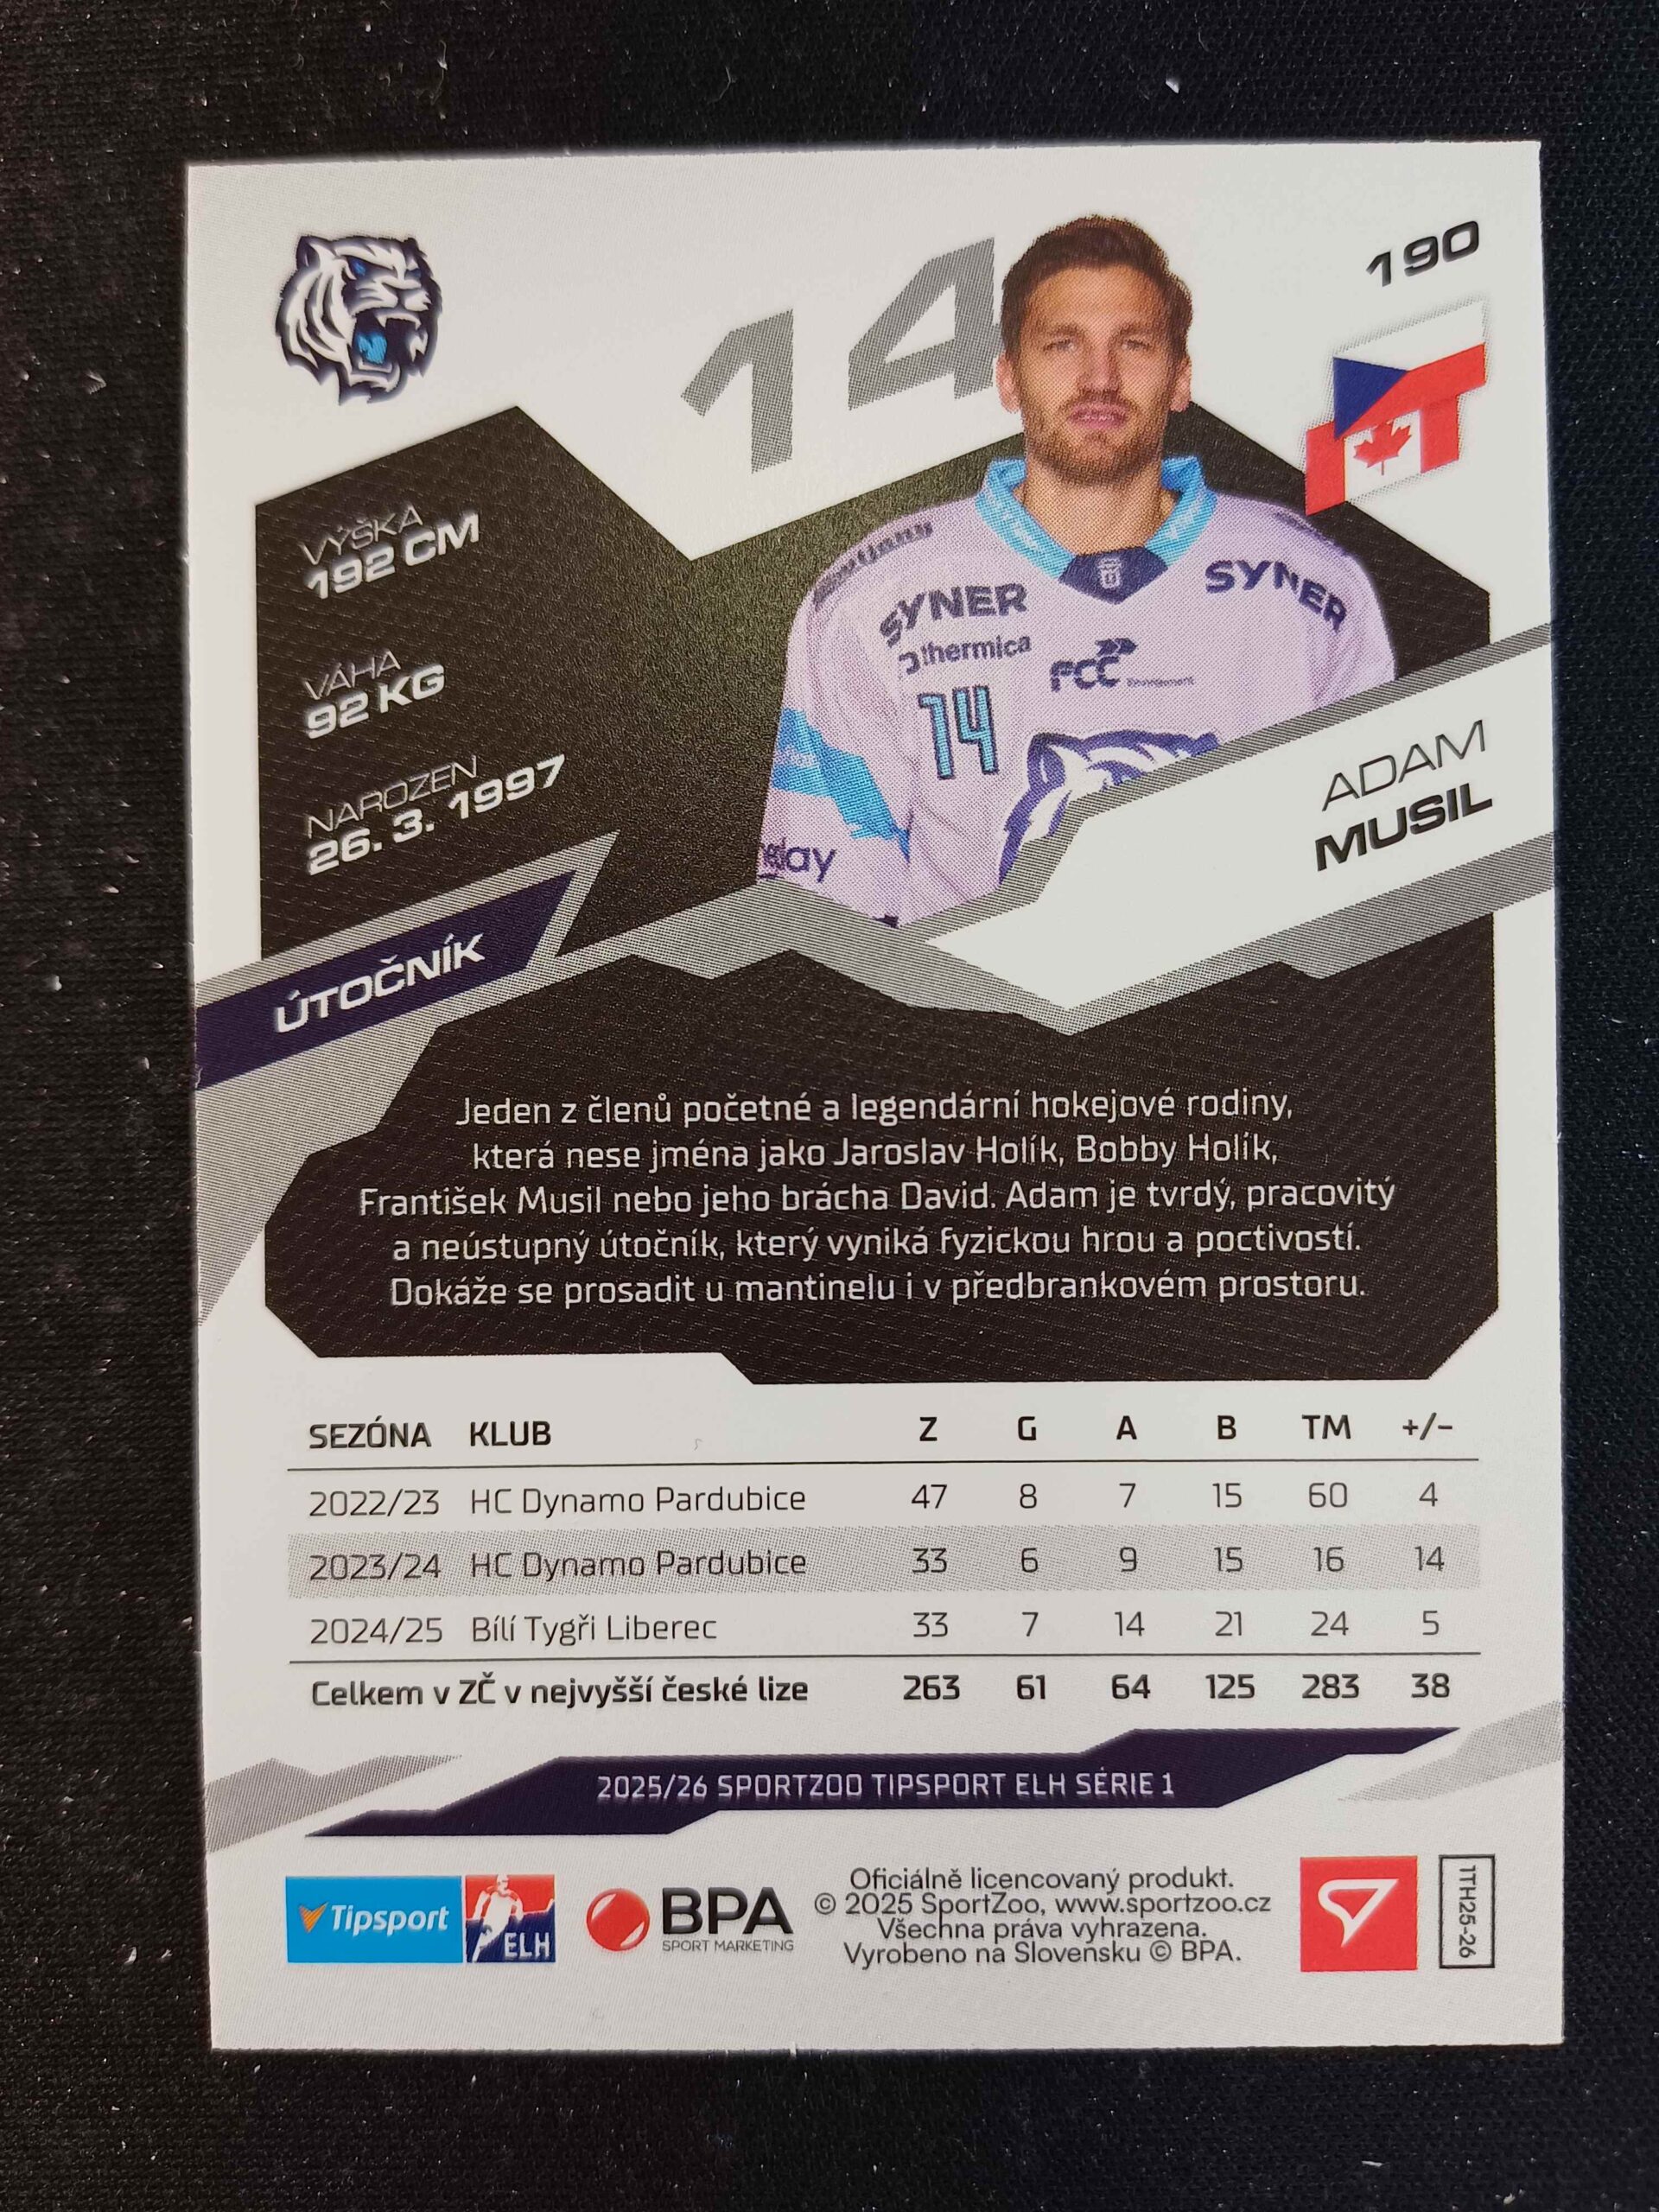 14
190
VÝŠKA
192 CM
VÁHA
92 KG
NAROZEN
26. 3. 1997
SYNER
SYNER
thermica
FCC
Environment
14
ADAM
MUSIL
ÚTOČNÍK
Jeden z členů početné a legendární hokejové rodiny,
která nese jména jako Jaroslav Holík, Bobby Holík,
František Musil nebo jeho brácha David. Adam je tvrdý, pracovitý
a neústupný útočník, který vyniká fyzickou hrou a poctivostí.
Dokáže se prosadit u mantinelu i v předbrankovém prostoru.
SEZÓNA KLUB Z G A B TM +/–
2022/23 HC Dynamo Pardubice 47 8 7 15 60 4
2023/24 HC Dynamo Pardubice 33 6 9 15 16 14
2024/25 Bílí Tygři Liberec 33 7 14 21 24 5
Celkem v ZČ v nejvyšší české lize 263 61 64 125 283 38
2025/26 SPORTZOO TIPSPORT ELH SÉRIE 1
Tipsport ELH
BPA
SPORT MARKETING
Oficiálně licencovaný produkt.
© 2025 SportZoo, www.sportzoo.cz
Všechna práva vyhrazena.
Vyrobeno na Slovensku © BPA.
1TH25-26